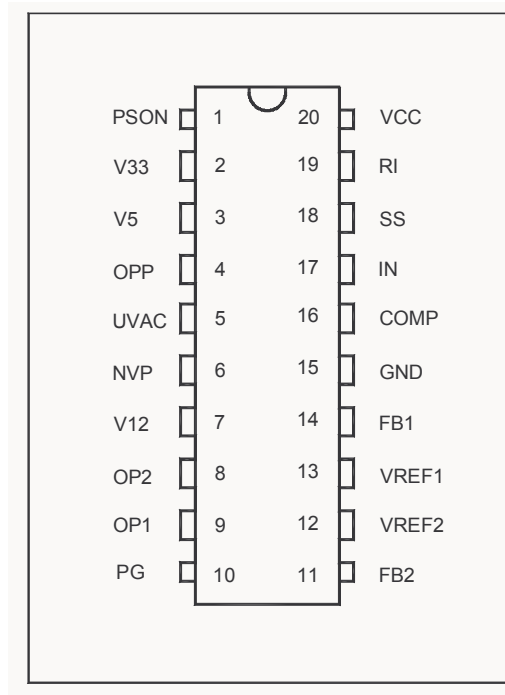 PSON 1 20 VCC
V33 2 19 RI
V5 3 18 SS
OPP 4 17 IN
UVAC 5 16 COMP
NVP 6 15 GND
V12 7 14 FB1
OP2 8 13 VREF1
OP1 9 12 VREF2
PG 10 11 FB2